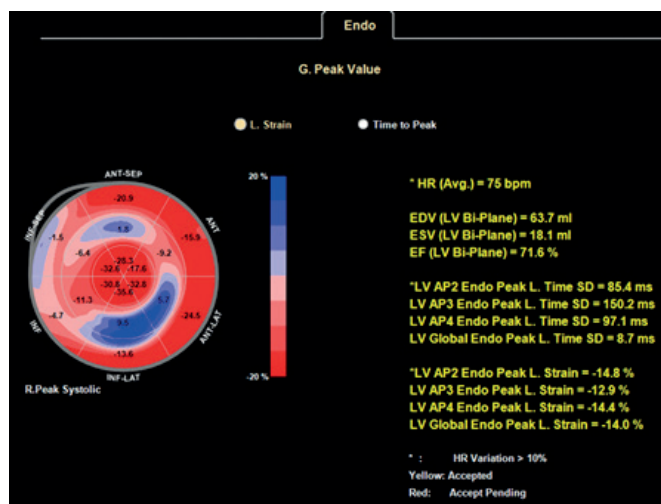 Endo
G. Peak Value
L. Strain
Time to Peak
ANT-SEP
20 %
* HR (Avg.) = 75 bpm
-20.9
INF-SEP
ANT
1.8
EDV (LV Bi-Plane) = 63.7 ml
-1.5
-15.9
ESV (LV Bi-Plane) = 18.1 ml
-6.4
-9.2
EF (LV Bi-Plane) = 71.6 %
-32.6
-17.6
-30.8
-32.8
*LV AP2 Endo Peak L. Time SD = 85.4 ms
-35.6
-11.3
5.2
LV AP3 Endo Peak L. Time SD = 150.2 ms
-4.7
-24.5
LV AP4 Endo Peak L. Time SD = 97.1 ms
INF
9.5
ANT-LAT
LV Global Endo Peak L. Time SD = 8.7 ms
-13.6
*LV AP2 Endo Peak L. Strain = -14.8 %
INF-LAT
-20 %
R.Peak Systolic
LV AP3 Endo Peak L. Strain = -12.9 %
LV AP4 Endo Peak L. Strain = -14.4 %
LV Global Endo Peak L. Strain = -14.0 %
* : HR Variation > 10%
Yellow: Accepted
Red: Accept Pending